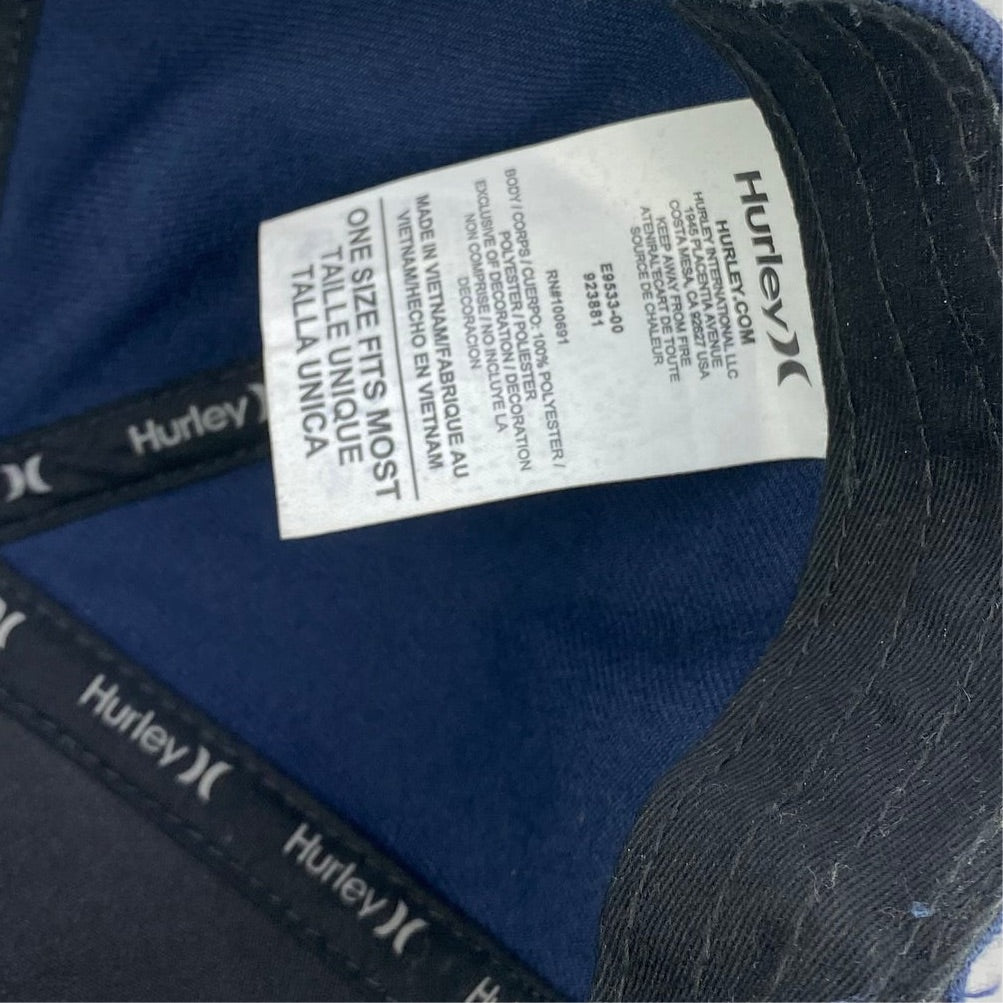 Hurley
HURLEY.COM
HURLEY INTERNATIONAL LLC
1945 PLACENTIA AVENUE
COSTA MESA, CA 92627 USA
KEEP AWAY FROM FIRE
ATENIR A L'ECART DE TOUTE
SOURCE DE CHALEUR
E9533-00
923881
RN#100691
BODY / CORPS / CUERPO: 100% POLYESTER /
POLYESTER / POLIESTER
EXCLUSIVE OF DECORATION / DECORATION
NON COMPRISE / NO INCLUYE LA
DECORACION
MADE IN VIETNAM/FABRIQUE AU
VIETNAM/HECHO EN VIETNAM
ONE SIZE FITS MOST
TAILLE UNIQUE
TALLA UNICA
Hurley
Hurley
Hurley